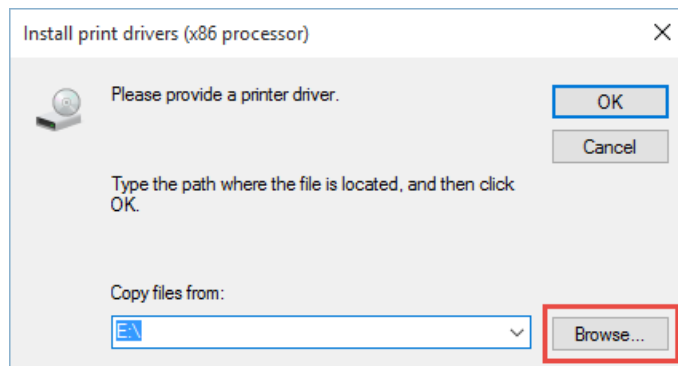 Install print drivers (x86 processor)
Please provide a printer driver.
OK
Cancel
Type the path where the file is located, and then click
OK.
Copy files from:
E:\
Browse...